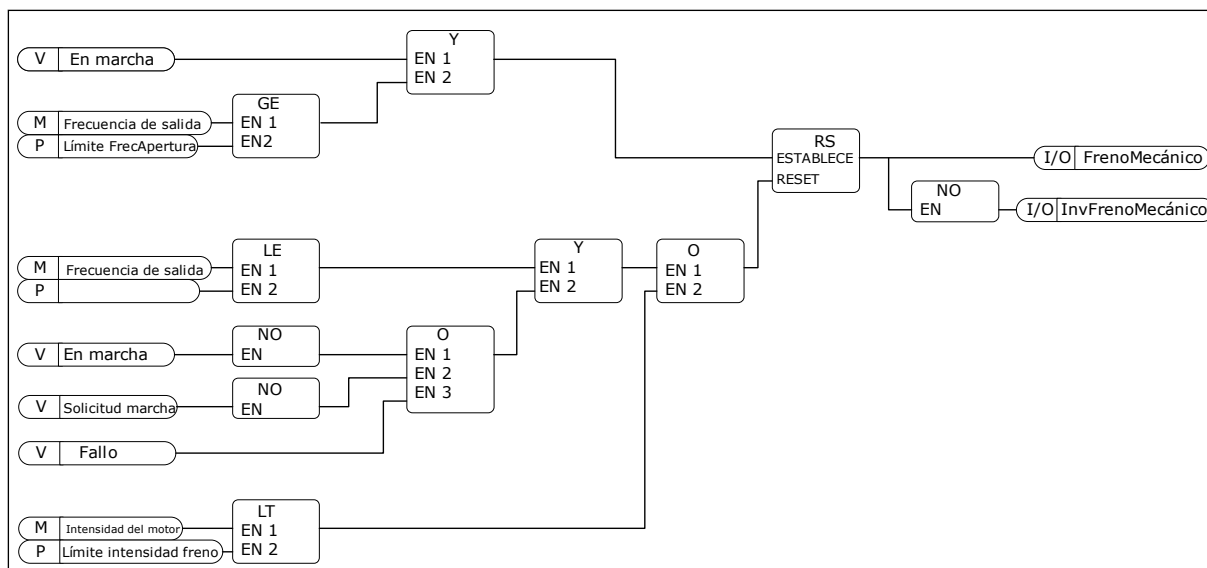 Y
V En marcha
EN 1
EN 2
GE
M Frecuencia de salida
EN 1
P Límite FrecApertura
EN2
RS
ESTABLECE
RESET
I/O FrenoMecánico
NO
EN
I/O InvFrenoMecánico
LE
M Frecuencia de salida
EN 1
P
EN 2
Y
EN 1
EN 2
O
EN 1
EN 2
V En marcha
NO
EN
O
EN 1
EN 2
EN 3
V Solicitud marcha
NO
EN
V Fallo
LT
M Intensidad del motor
EN 1
P Límite intensidad freno
EN 2